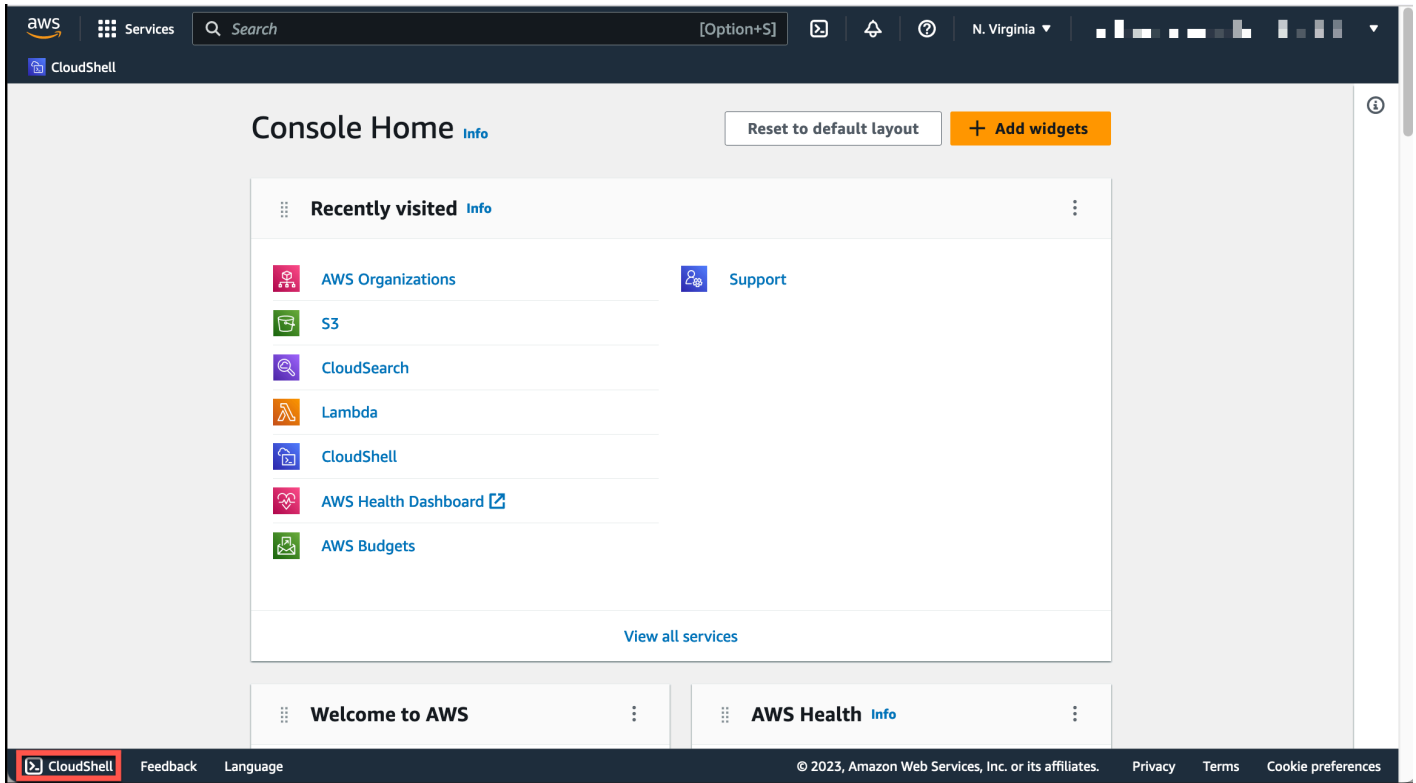 aws Services Search [Option+S] N. Virginia
CloudShell
Console Home Info Reset to default layout + Add widgets
Recently visited Info
AWS Organizations
S3
CloudSearch
Lambda
CloudShell
AWS Health Dashboard
AWS Budgets
Support
View all services
Welcome to AWS
AWS Health Info
CloudShell Feedback Language © 2023, Amazon Web Services, Inc. or its affiliates. Privacy Terms Cookie preferences